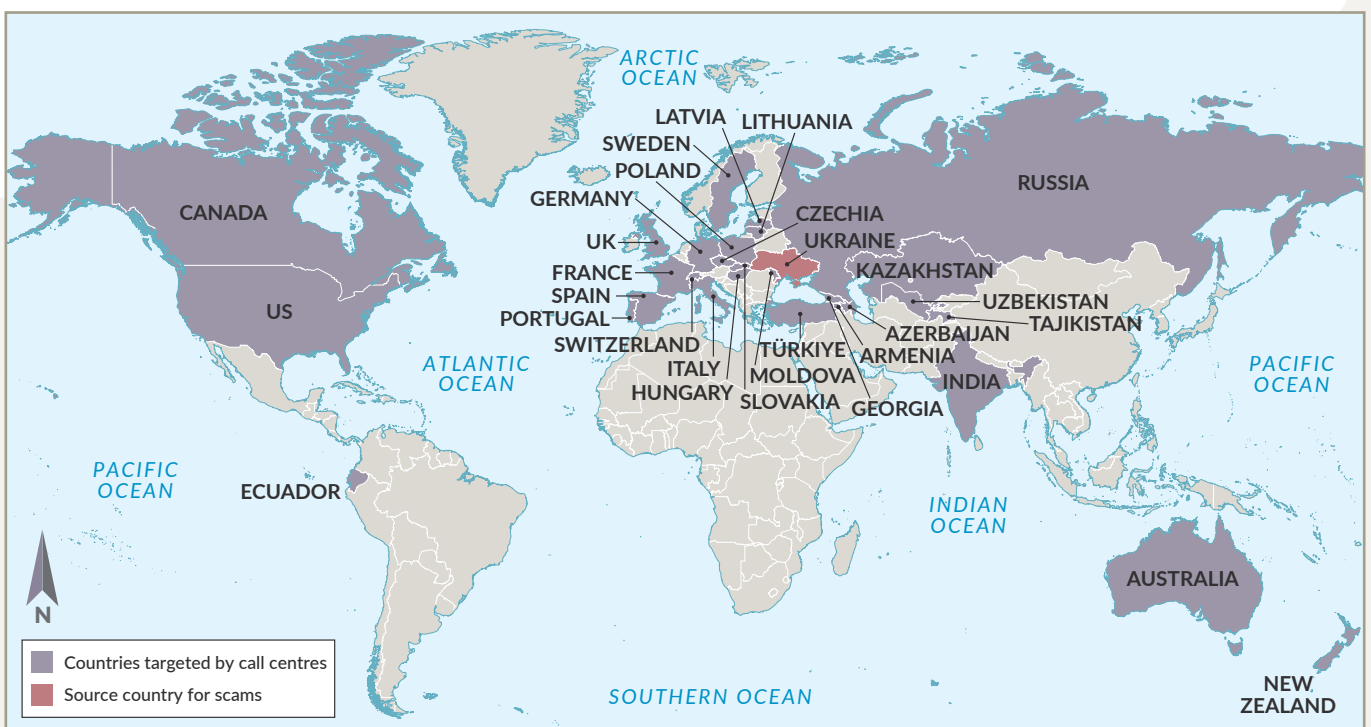 ARCTIC
OCEAN
LATVIA
LITHUANIA
SWEDEN
POLAND
GERMANY
RUSSIA
CANADA
CZECHIA
UK
UKRAINE
FRANCE
KAZAKHSTAN
SPAIN
UZBEKISTAN
US
PORTUGAL
TAJIKISTAN
AZERBAIJAN
SWITZERLAND
TÜRKIYE
ARMENIA
ATLANTIC
OCEAN
PACIFIC
OCEAN
ITALY
MOLDOVA
INDIA
HUNGARY
SLOVAKIA
GEORGIA
PACIFIC
OCEAN
ECUADOR
INDIAN
OCEAN
AUSTRALIA
N
Countries targeted by call centres
Source country for scams
SOUTHERN OCEAN
NEW
ZEALAND